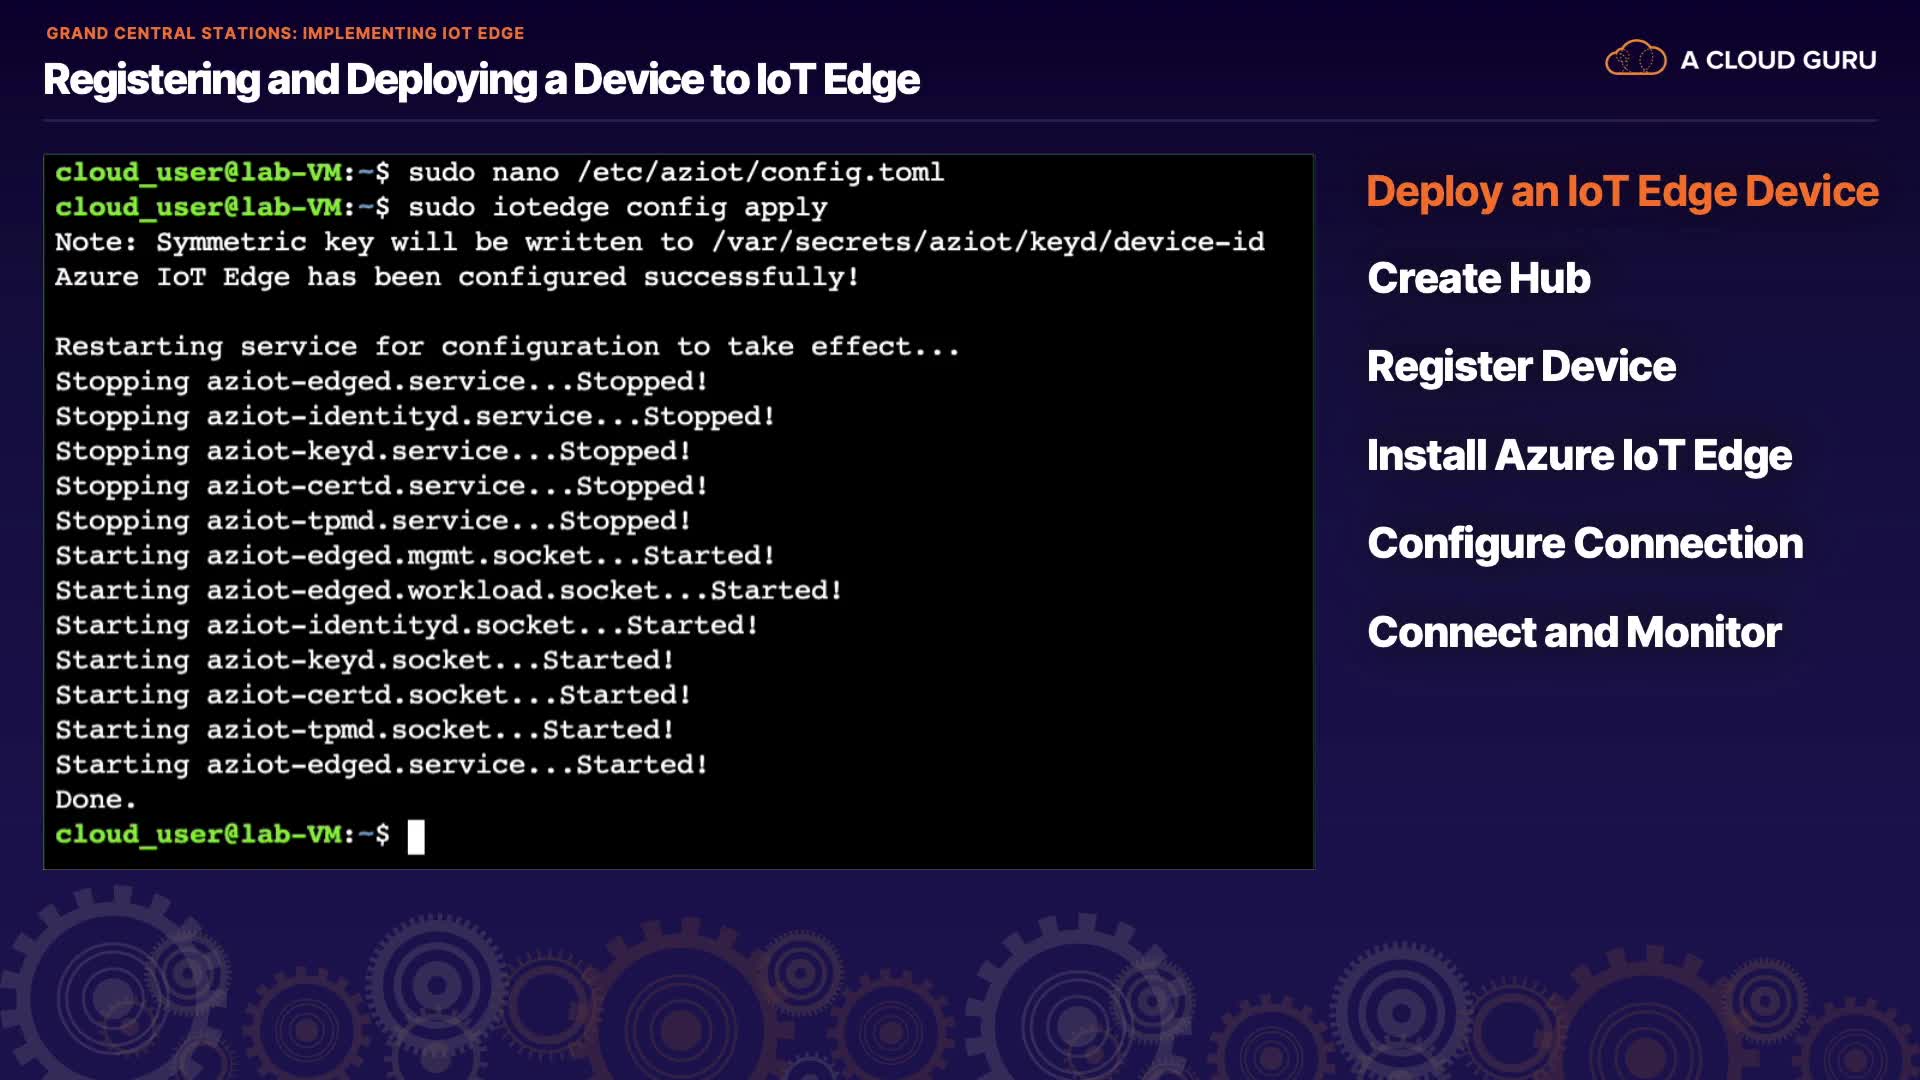 GRAND CENTRAL STATIONS: IMPLEMENTING IOT EDGE
Registering and Deploying a Device to IoT Edge
A CLOUD GURU
cloud_user@lab-VM:~$ sudo nano /etc/aziot/config.toml
cloud_user@lab-VM:~$ sudo iotedge config apply
Note: Symmetric key will be written to /var/secrets/aziot/keyd/device-id
Azure IoT Edge has been configured successfully!
Restarting service for configuration to take effect...
Stopping aziot-edged.service...Stopped!
Stopping aziot-identityd.service...Stopped!
Stopping aziot-keyd.service...Stopped!
Stopping aziot-certd.service...Stopped!
Stopping aziot-tpmd.service...Stopped!
Starting aziot-edged.mgmt.socket...Started!
Starting aziot-edged.workload.socket...Started!
Starting aziot-identityd.socket...Started!
Starting aziot-keyd.socket...Started!
Starting aziot-certd.socket...Started!
Starting aziot-tpmd.socket...Started!
Starting aziot-edged.service...Started!
Done.
cloud_user@lab-VM:~$
Deploy an IoT Edge Device
Create Hub
Register Device
Install Azure IoT Edge
Configure Connection
Connect and Monitor